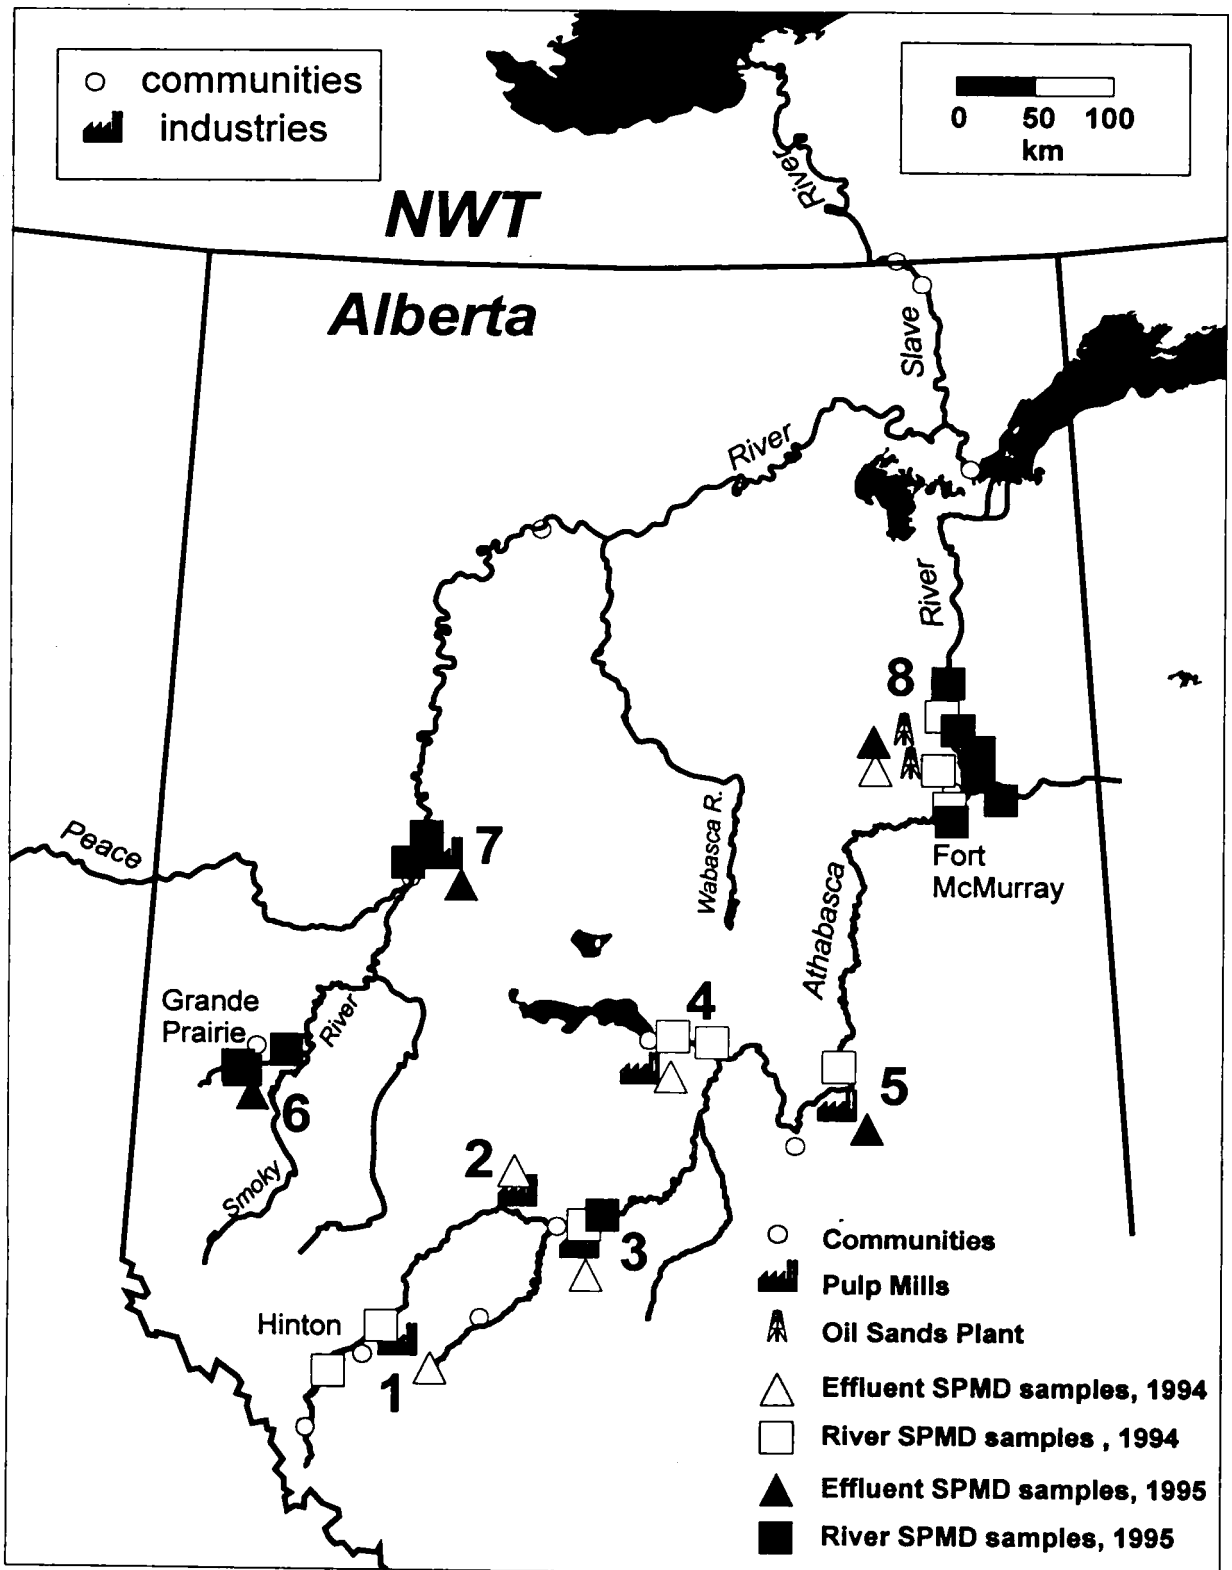 communities
industries
0 50 100
km
NWT
River
Alberta
Slave
River
River
8
Peace
7
Wabasca R.
Fort
McMurray
Athabasca
Grande
Prairie
River
4
5
6
2
Smoky
3
Hinton
1
Communities
Pulp Mills
Oil Sands Plant
Effluent SPMD samples, 1994
River SPMD samples , 1994
Effluent SPMD samples, 1995
River SPMD samples, 1995